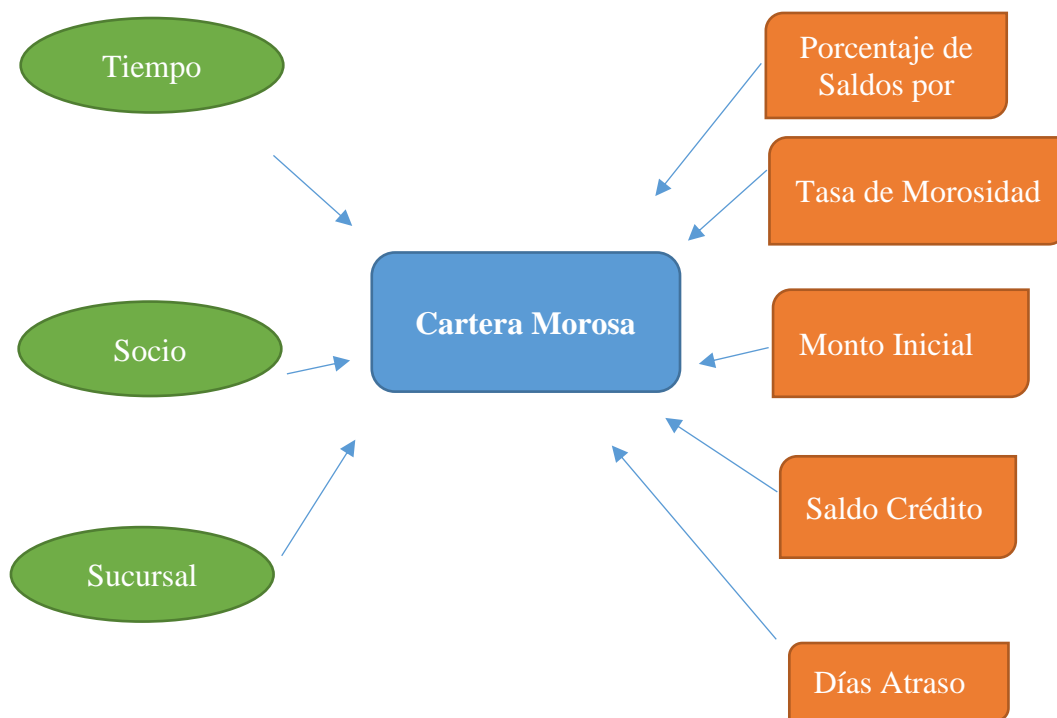 Tiempo
Porcentaje de
Saldos por
Tasa de Morosidad
Cartera Morosa
Socio
Monto Inicial
Saldo Crédito
Sucursal
Días Atraso